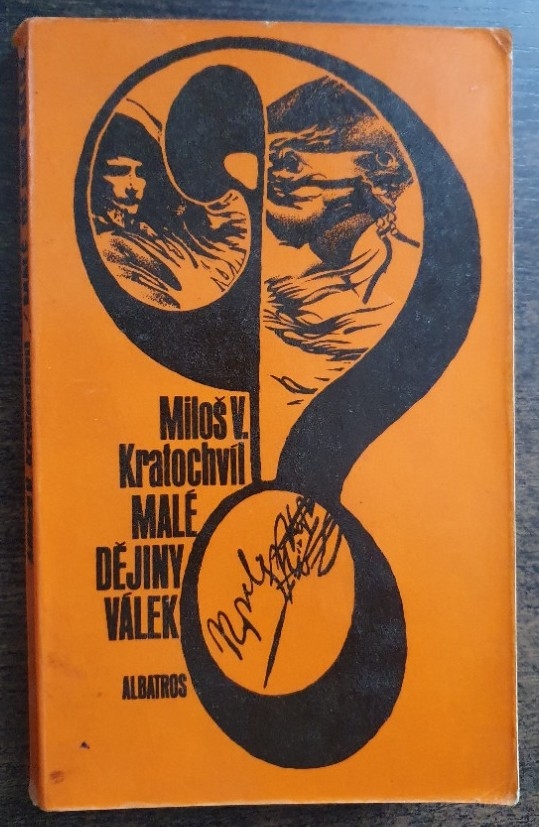 Miloš V.
Kratochvíl
MALÉ
DĚJINY
VÁLEK
ALBATROS